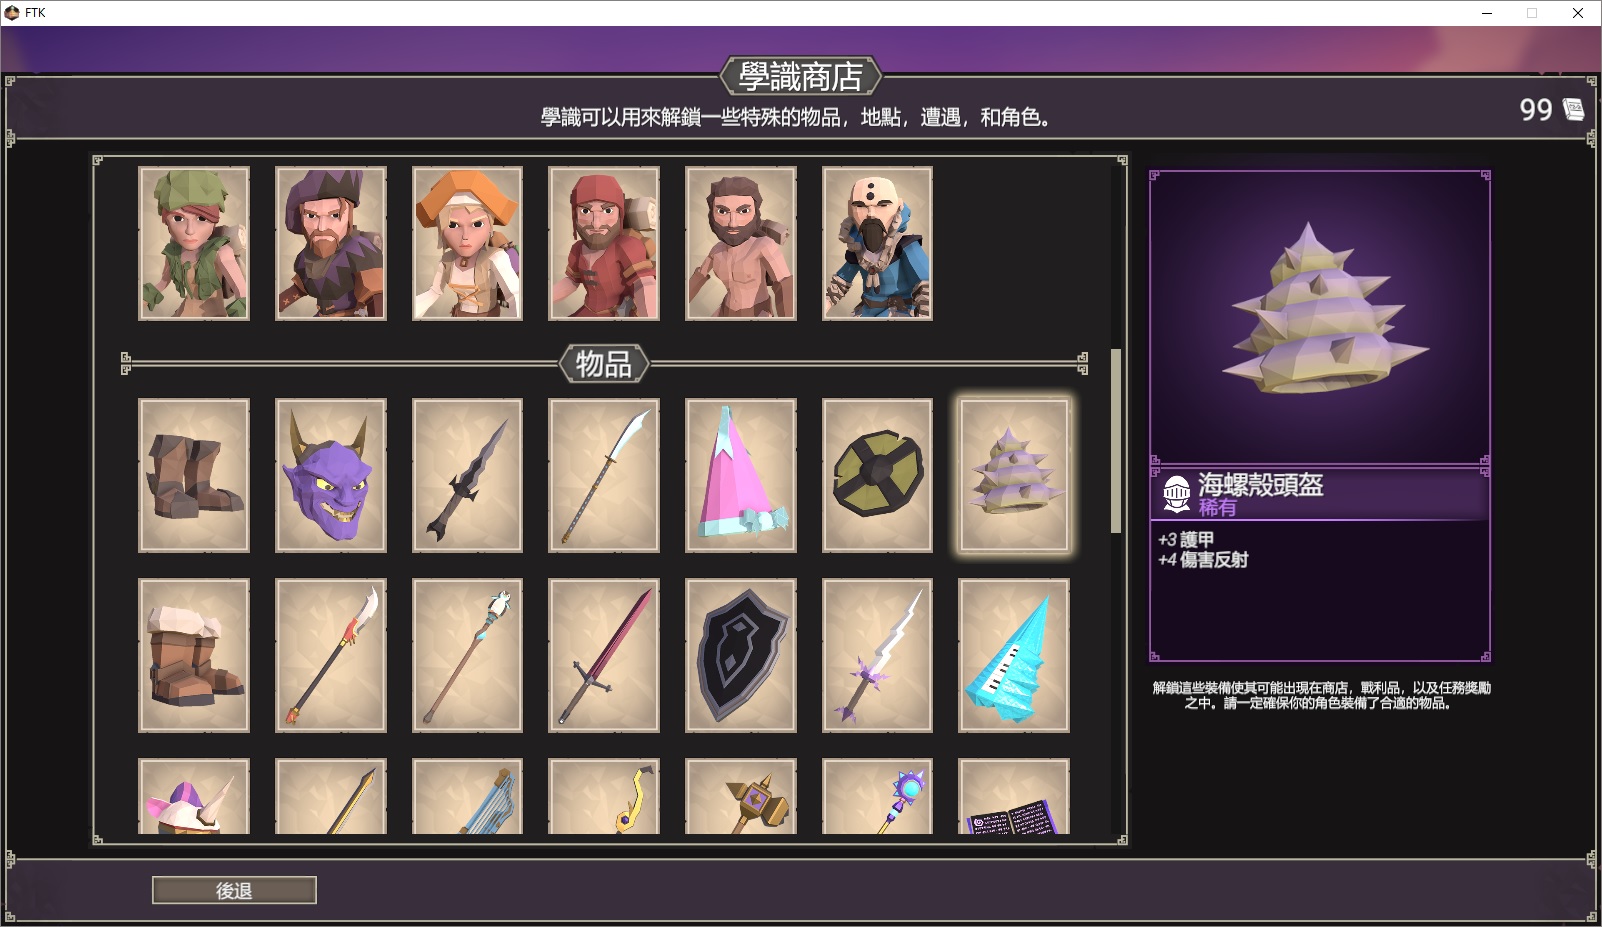 FTK
學識商店
學識可以用來解鎖一些特殊的物品，地點，遭遇，和角色。
99
物品
海螺殼頭盔
稀有
+3 護甲
+4 傷害反射
解鎖這些裝備使其可能出現在商店，戰利品，以及任務獎勵
之中。請一定確保你的角色裝備了合適的物品。
後退